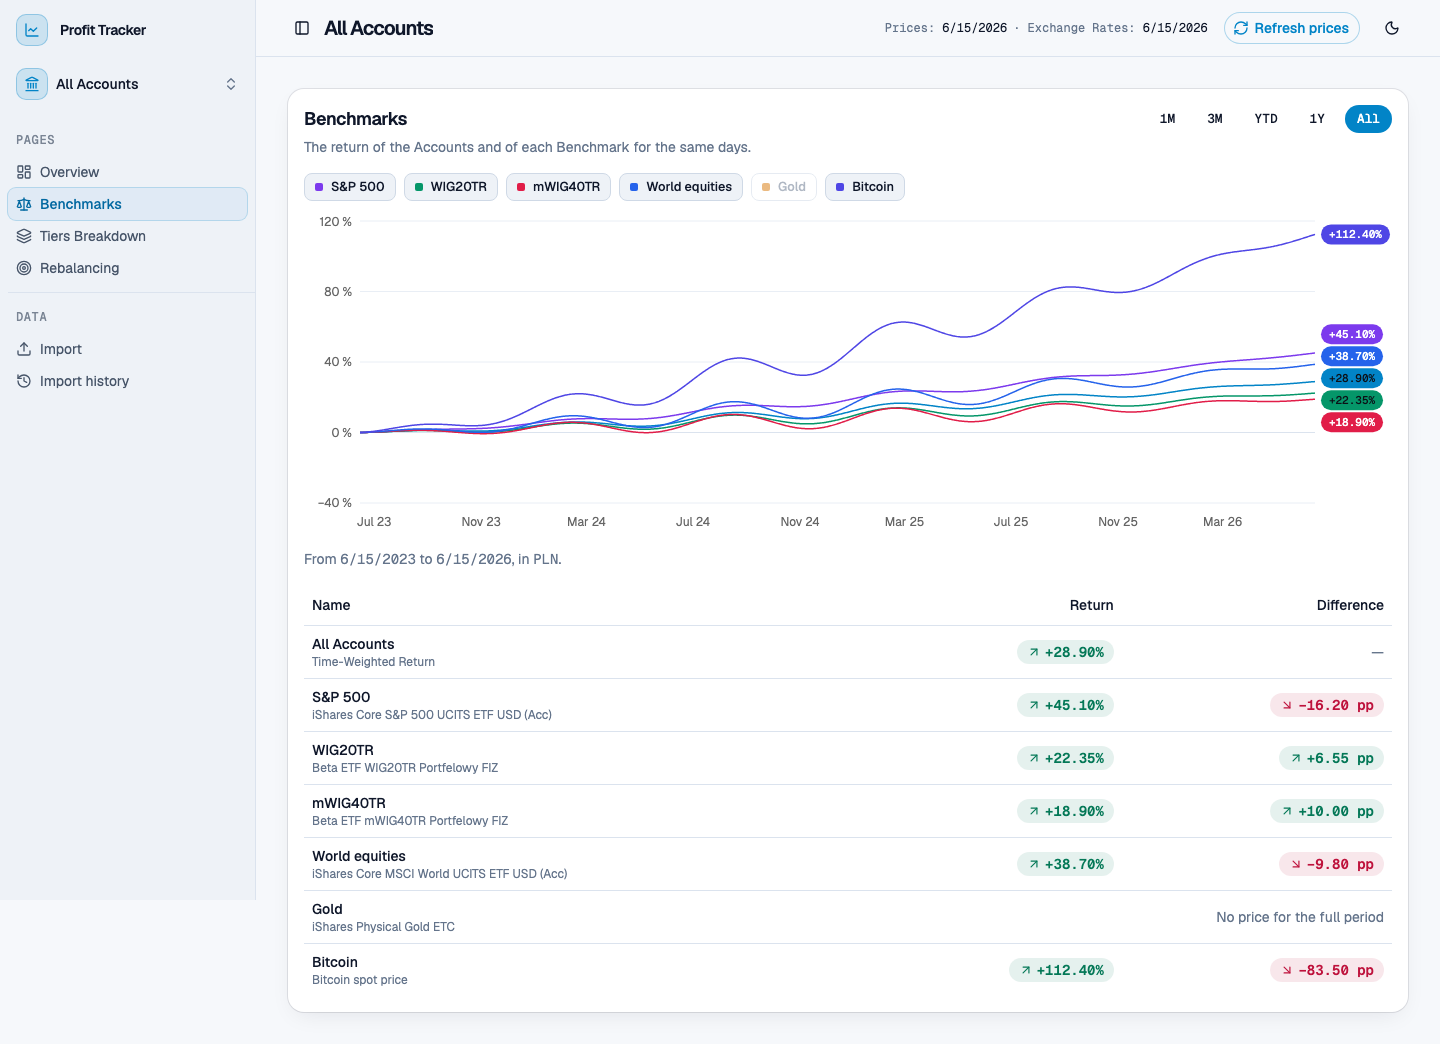 Profit Tracker
All Accounts
PAGES
Overview
Benchmarks
Tiers Breakdown
Rebalancing
DATA
Import
Import history
All Accounts
Prices: 6/15/2026 · Exchange Rates: 6/15/2026
Refresh prices
Benchmarks
1M 3M YTD 1Y All
The return of the Accounts and of each Benchmark for the same days.
S&P 500 WIG20TR mWIG40TR World equities Gold Bitcoin
120 %
80 %
40 %
0 %
−40 %
+112.40%
+45.10%
+38.70%
+28.90%
+22.35%
+18.90%
Jul 23 Nov 23 Mar 24 Jul 24 Nov 24 Mar 25 Jul 25 Nov 25 Mar 26
From 6/15/2023 to 6/15/2026, in PLN.
Name Return Difference
All Accounts
Time-Weighted Return
+28.90% —
S&P 500
iShares Core S&P 500 UCITS ETF USD (Acc)
+45.10% −16.20 pp
WIG20TR
Beta ETF WIG20TR Portfelowy FIZ
+22.35% +6.55 pp
mWIG40TR
Beta ETF mWIG40TR Portfelowy FIZ
+18.90% +10.00 pp
World equities
iShares Core MSCI World UCITS ETF USD (Acc)
+38.70% −9.80 pp
Gold
iShares Physical Gold ETC
No price for the full period
Bitcoin
Bitcoin spot price
+112.40% −83.50 pp